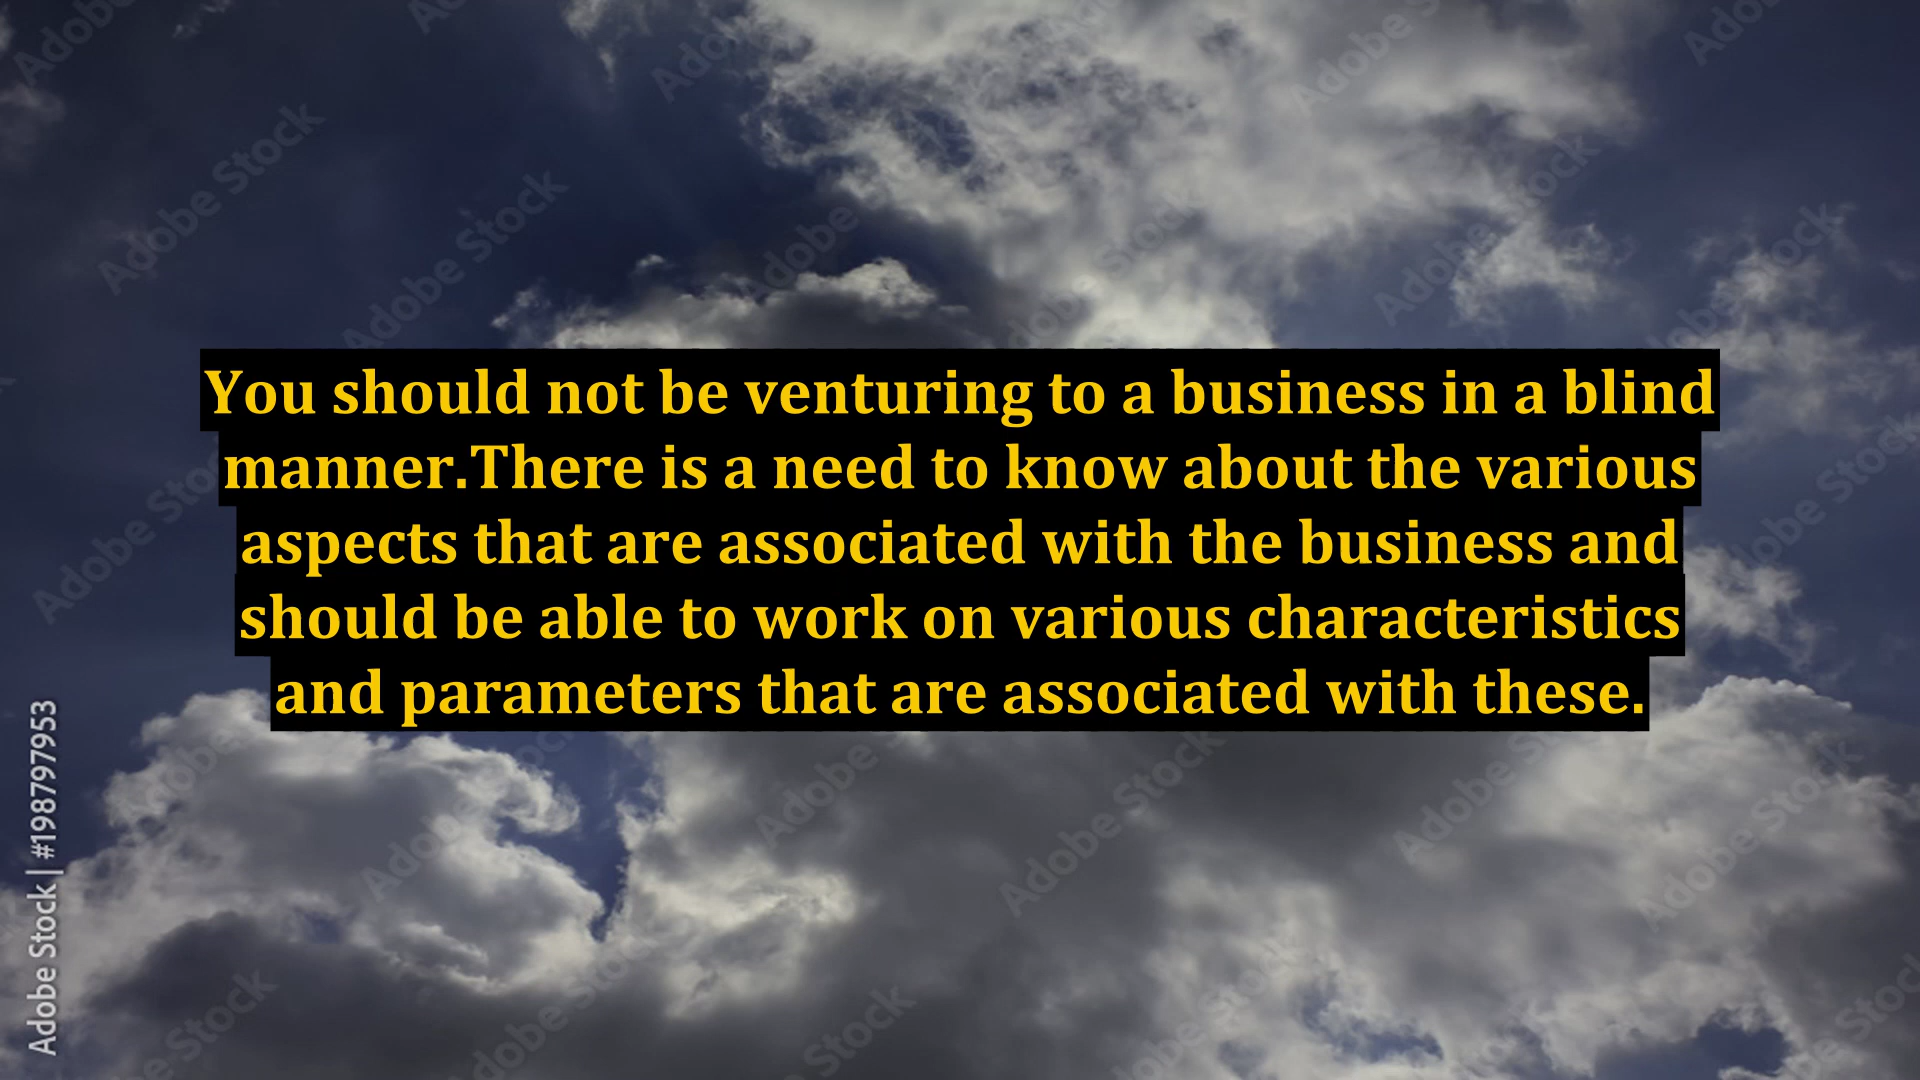 You should not be venturing to a business in a blind
manner.There is a need to know about the various
aspects that are associated with the business and
should be able to work on various characteristics
and parameters that are associated with these.
Adobe Stock | #198797953